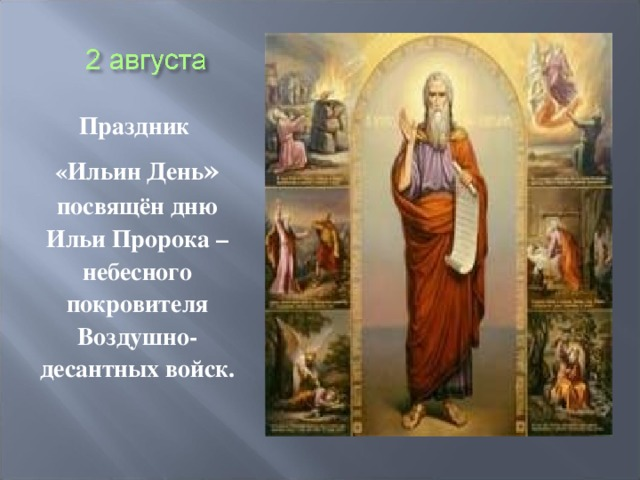 2 августа
Праздник
«Ильин День»
посвящён дню
Ильи Пророка –
небесного
покровителя
Воздушно-
десантных войск.